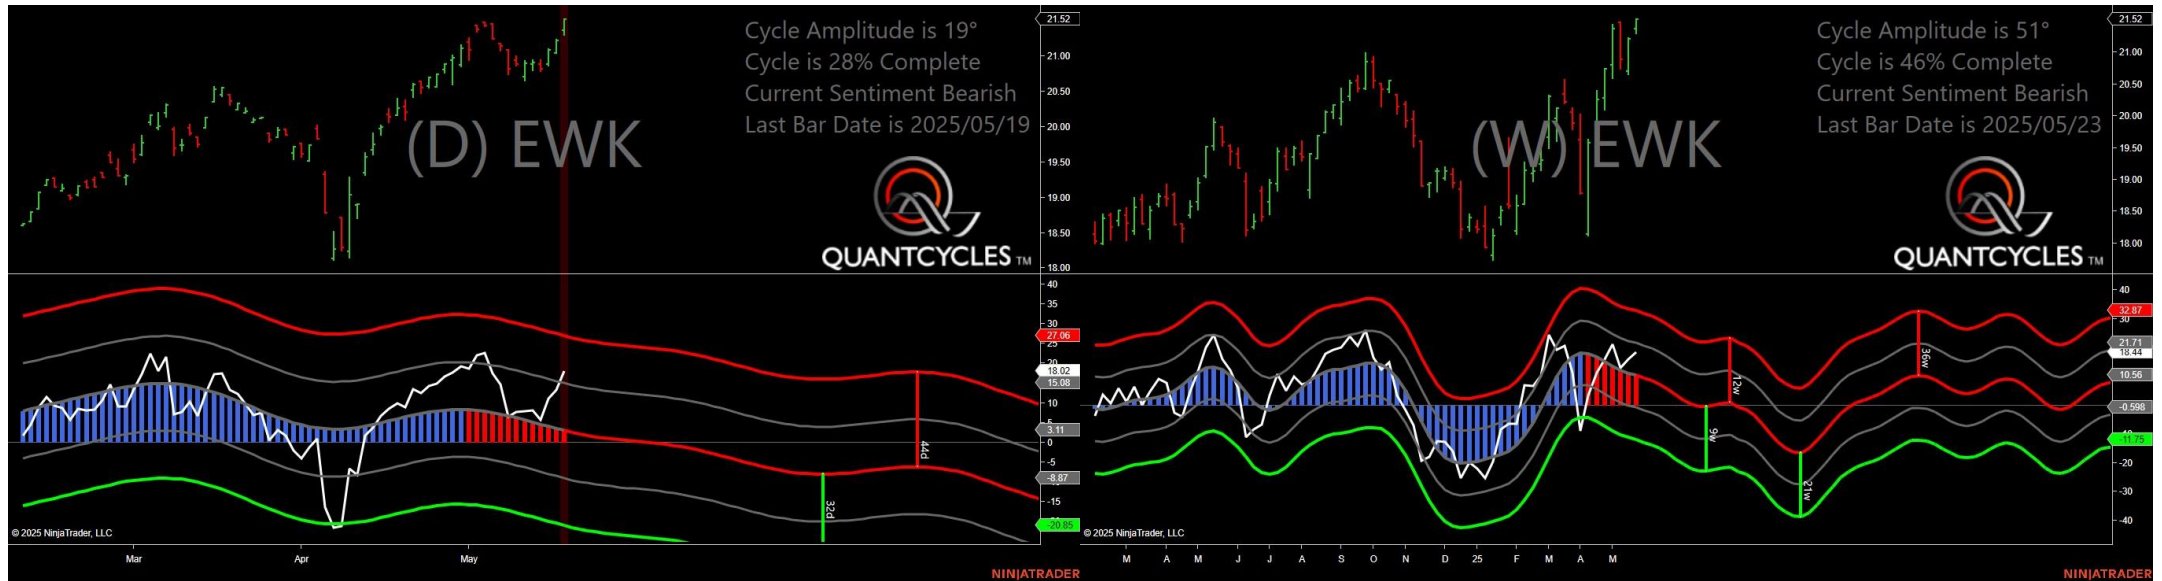 Cycle Amplitude is 19°
Cycle is 28% Complete
Current Sentiment Bearish
Last Bar Date is 2025/05/19
(D) EWK
QUANTCYCLES TM
21.52
21.00
20.50
20.00
19.50
19.00
18.50
18.00
40
35
30
27.06
25
20
18.02
15.08
10
3.11
0
-5
-8.87
-15
-20.85
44d
32d
© 2025 NinjaTrader, LLC
Mar
Apr
May
NINJATRADER
Cycle Amplitude is 51°
Cycle is 46% Complete
Current Sentiment Bearish
Last Bar Date is 2025/05/23
(W) EWK
QUANTCYCLES TM
21.52
21.00
20.50
20.00
19.50
19.00
18.50
18.00
40
32.87
30
21.71
18.44
10.56
-0.598
-11.75
-20
-30
-40
12w
36w
9w
21w
© 2025 NinjaTrader, LLC
M A M J J A S O N D 25 F M A M
NINJATRADER